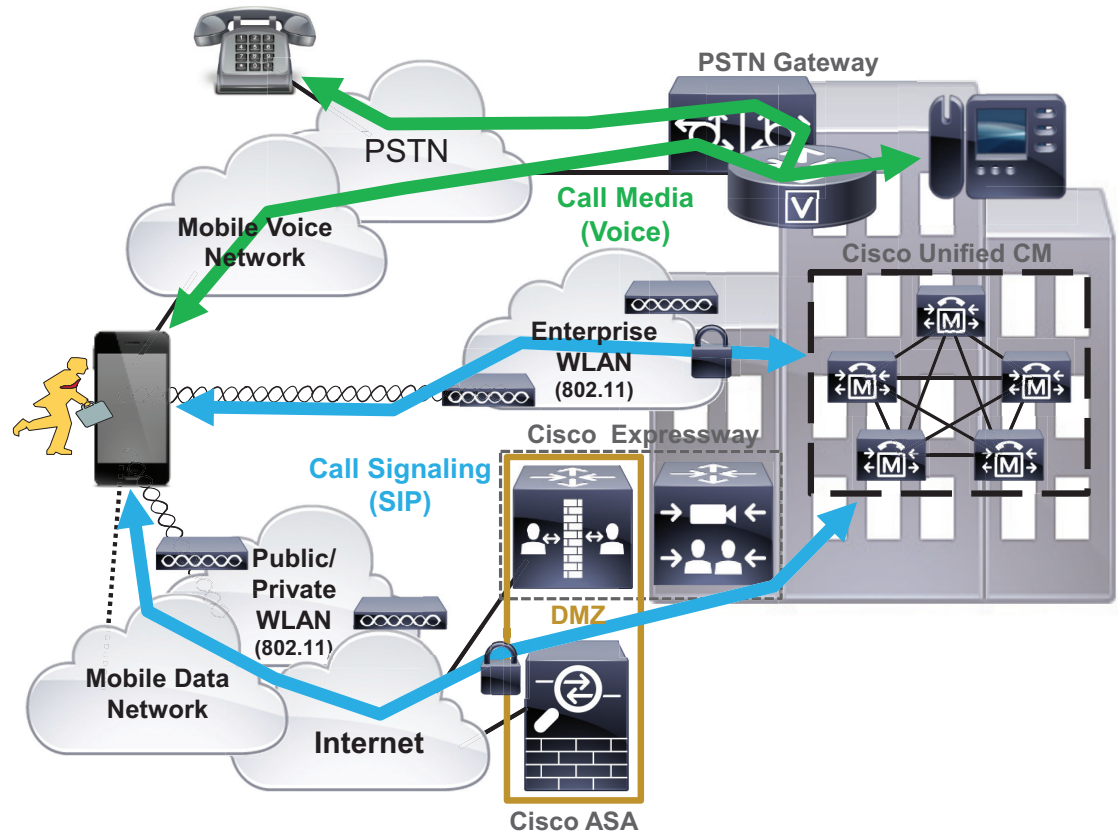 PSTN Gateway
PSTN
Call Media
(Voice)
V
Mobile Voice
Network
Cisco Unified CM
M
M
M
M
M
Enterprise
WLAN
(802.11)
Cisco Expressway
Call Signaling
(SIP)
Public/
Private
WLAN
(802.11)
DMZ
Mobile Data
Network
Internet
Cisco ASA